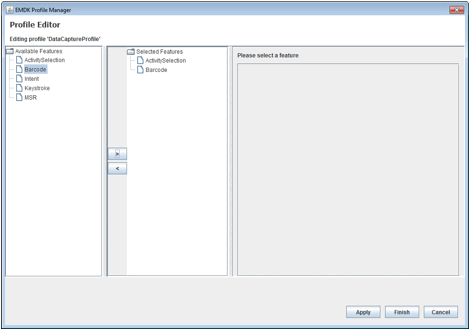 EMDK Profile Manager
Profile Editor
Editing profile 'DataCaptureProfile'
Available Features
ActivitySelection
Barcode
Intent
Keystroke
MSR
>
<
Selected Features
ActivitySelection
Barcode
Please select a feature
Apply
Finish
Cancel